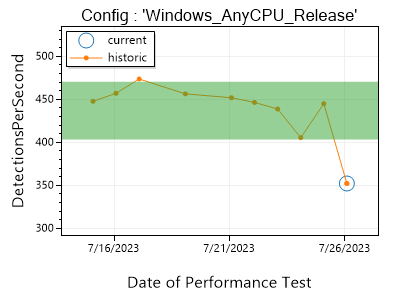 Config : 'Windows_AnyCPU_Release'
current
historic
DetectionsPerSecond
500
450
400
350
300
7/16/2023
7/21/2023
7/26/2023
Date of Performance Test